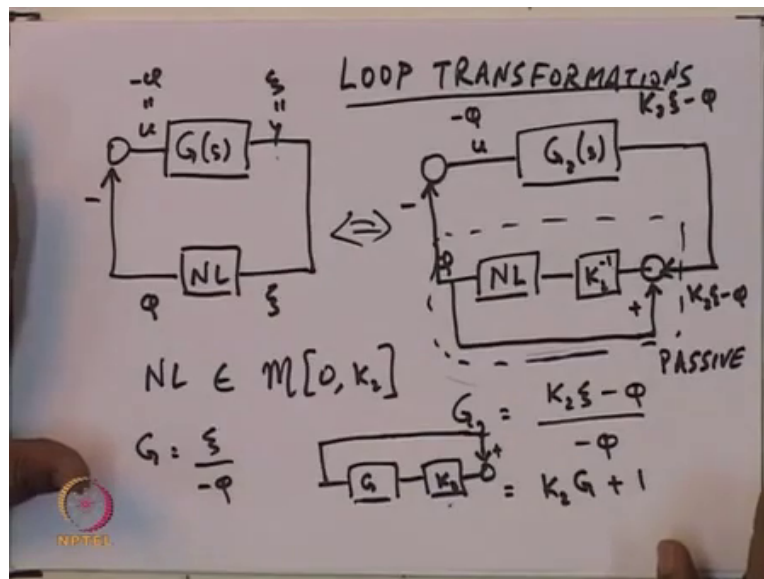 LOOP TRANSFORMATIONS
-φ
ξ
=
=
u
G(s)
y
-
NL
φ
ξ
⇔
-φ
u
G₂(s)
K₂ξ-φ
-
φ
NL
K₂⁻¹
+
K₂ξ-φ
PASSIVE
NL ∈ M[0, K₂]
G = ξ/-φ
G₂ = K₂ξ - φ/-φ
G
K₂
+
= K₂G + 1
NPTEL